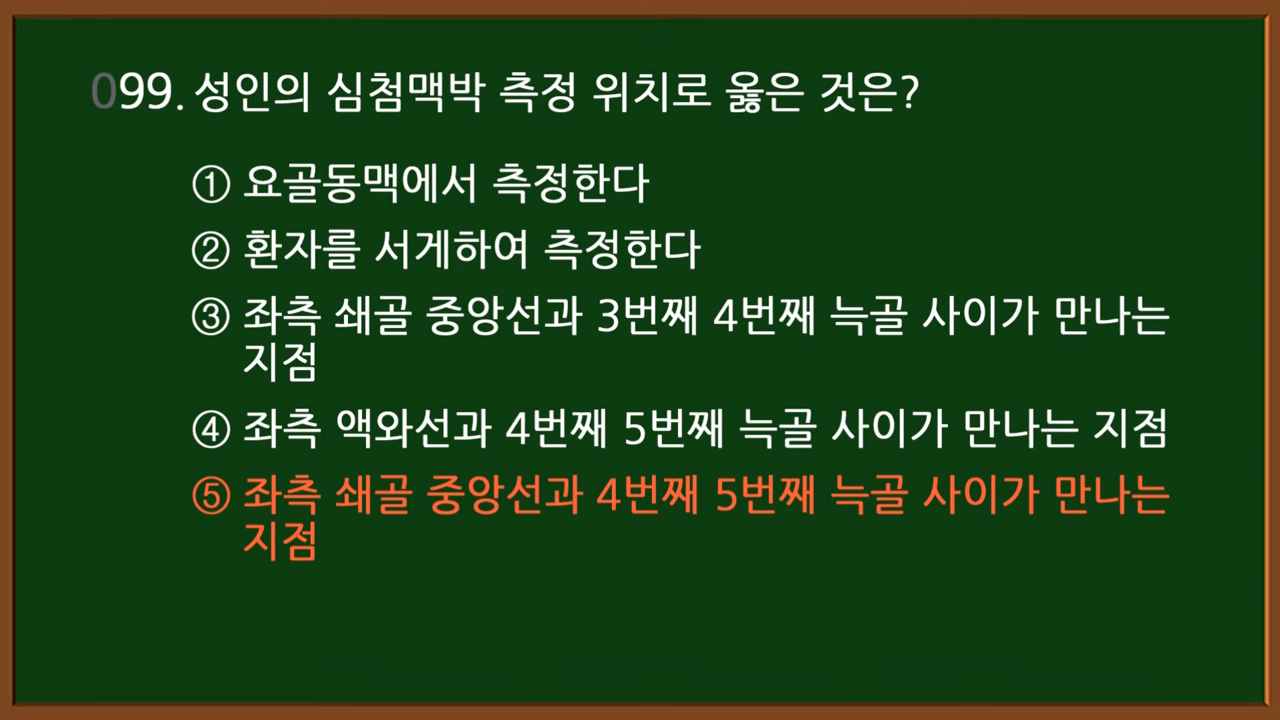 099. 성인의 심첨맥박 측정 위치로 옳은 것은?
① 요골동맥에서 측정한다
② 환자를 서게하여 측정한다
③ 좌측 쇄골 중앙선과 3번째 4번째 늑골 사이가 만나는
지점
④ 좌측 액와선과 4번째 5번째 늑골 사이가 만나는 지점
⑤ 좌측 쇄골 중앙선과 4번째 5번째 늑골 사이가 만나는
지점